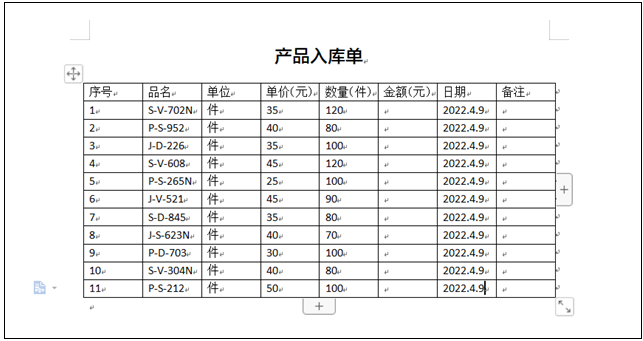 产品入库单
序号 品名 单位 单价(元) 数量(件) 金额(元) 日期 备注
1 S-V-702N 件 35 120 2022.4.9
2 P-S-952 件 40 80 2022.4.9
3 J-D-226 件 35 100 2022.4.9
4 S-V-608 件 45 120 2022.4.9
5 P-S-265N 件 25 100 2022.4.9
6 J-V-521 件 45 90 2022.4.9
7 S-D-845 件 35 80 2022.4.9
8 J-S-623N 件 40 70 2022.4.9
9 P-D-703 件 30 100 2022.4.9
10 S-V-304N 件 40 80 2022.4.9
11 P-S-212 件 50 100 2022.4.9